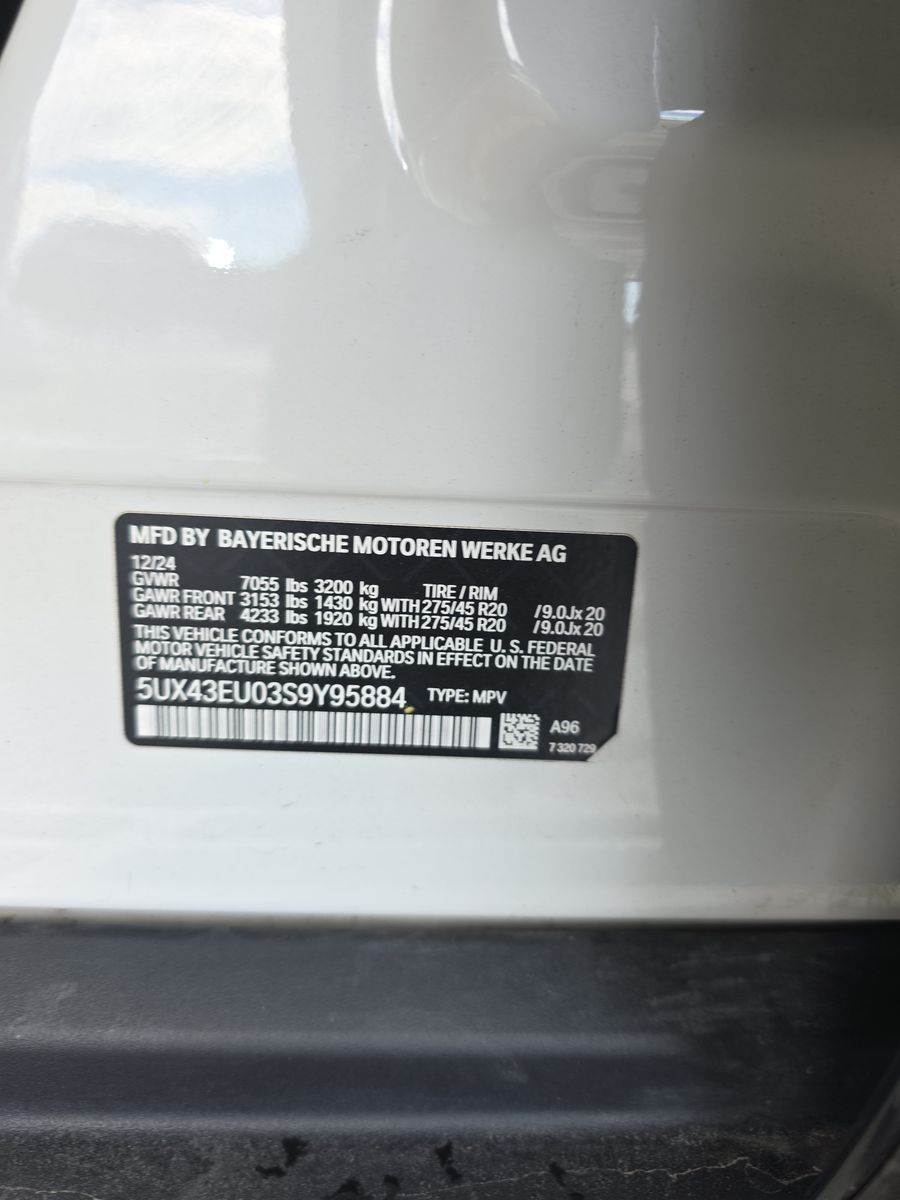 MFD BY BAYERISCHE MOTOREN WERKE AG
12/24
GVWR 7055 lbs 3200 kg TIRE / RIM
GAWR FRONT 3153 lbs 1430 kg WITH 275/45 R20 /9.0Jx 20
GAWR REAR 4233 lbs 1920 kg WITH 275/45 R20 /9.0Jx 20
THIS VEHICLE CONFORMS TO ALL APPLICABLE U. S. FEDERAL
MOTOR VEHICLE SAFETY STANDARDS IN EFFECT ON THE DATE
OF MANUFACTURE SHOWN ABOVE.
5UX43EU03S9Y95884 TYPE: MPV
A96
7 320 729